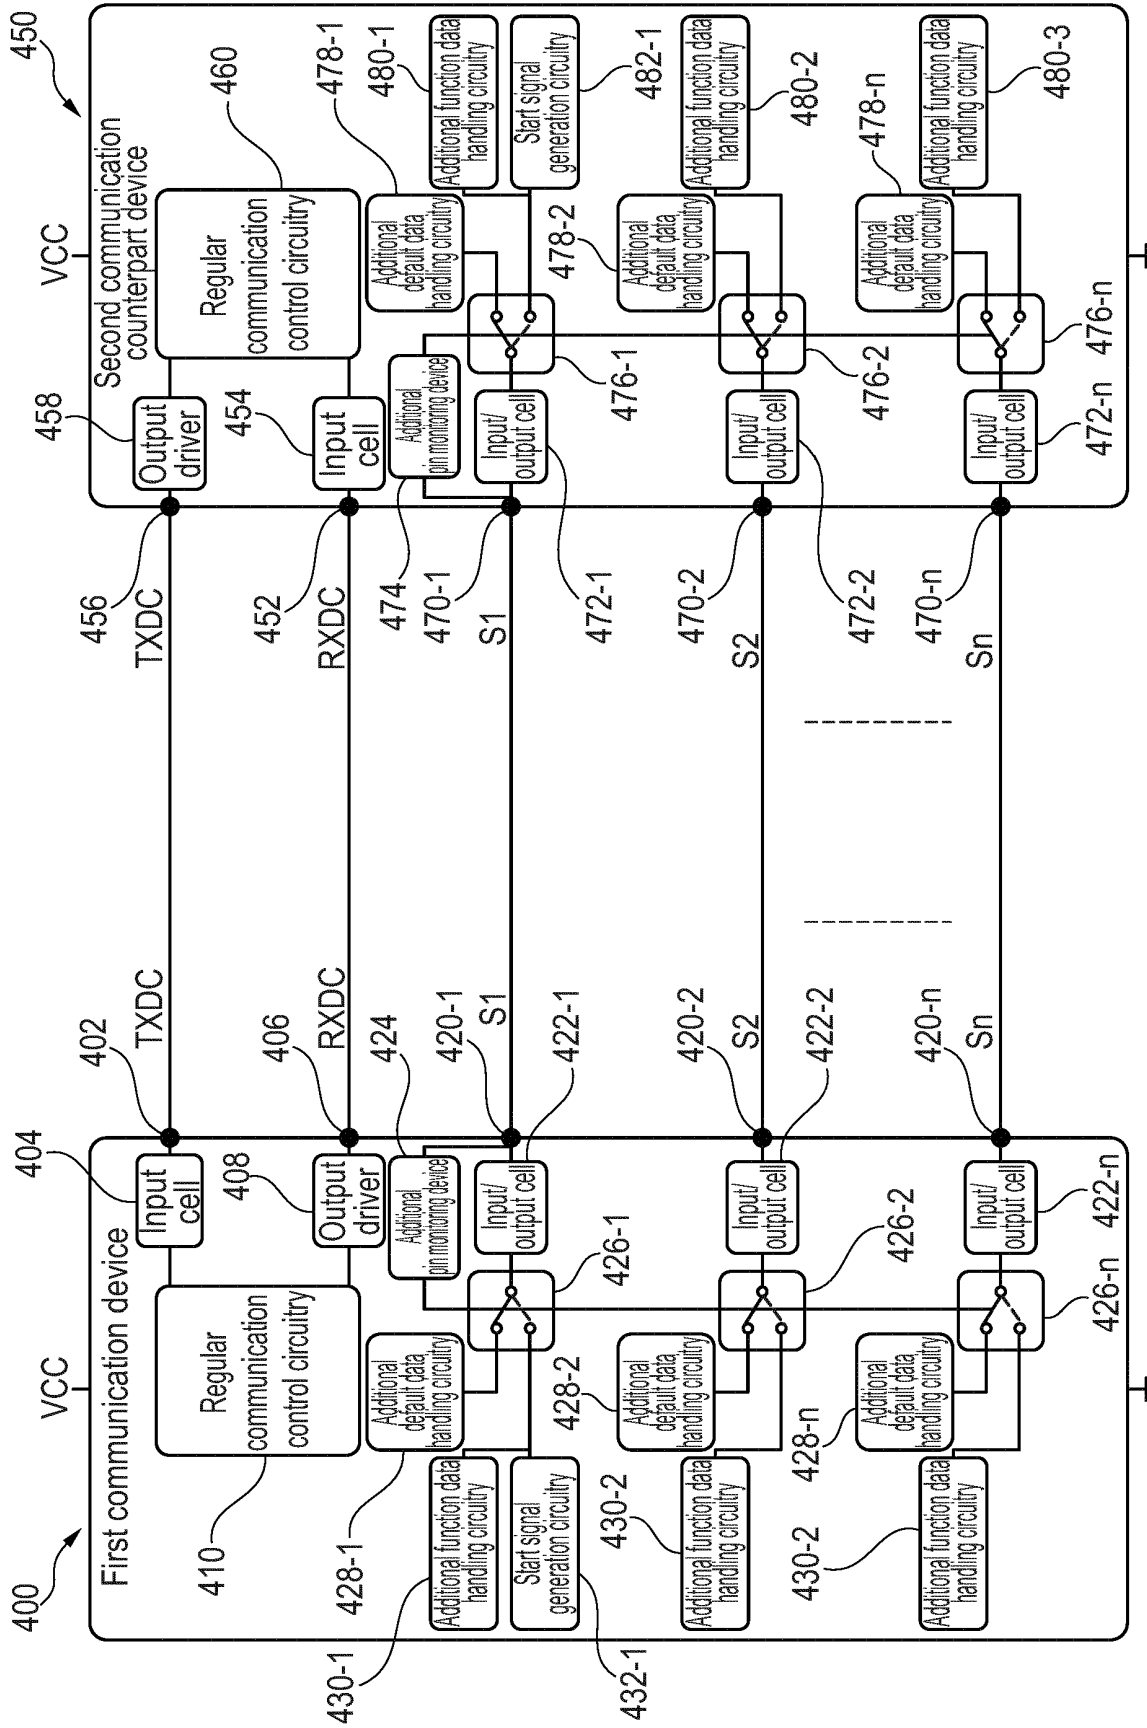 400
First communication device
VCC
410
Regular
communication
control circuitry
404
Input
cell
402
TXDC
408
Output
driver
406
RXDC
424
Additional
pin monitoring device
420-1
S1
Input/
output cell
422-1
426-1
428-1
Additional
default data
handling circuitry
430-1
Additional function data
handling circuitry
Start signal
generation circuitry
432-1
420-2
S2
Input/
output cell
422-2
426-2
428-2
Additional
default data
handling circuitry
430-2
Additional function data
handling circuitry
420-n
Sn
Input/
output cell
422-n
426-n
428-n
Additional
default data
handling circuitry
430-2
Additional function data
handling circuitry
450
Second communication
counterpart device
VCC
460
Regular
communication
control circuitry
458
Output
driver
456
TXDC
454
Input
cell
452
RXDC
474
Additional
pin monitoring device
470-1
S1
Input/
output cell
472-1
476-1
478-1
Additional
default data
handling circuitry
480-1
Additional function data
handling circuitry
Start signal
generation circuitry
482-1
470-2
S2
Input/
output cell
472-2
476-2
478-2
Additional
default data
handling circuitry
480-2
Additional function data
handling circuitry
470-n
Sn
Input/
output cell
472-n
476-n
478-n
Additional
default data
handling circuitry
480-3
Additional function data
handling circuitry